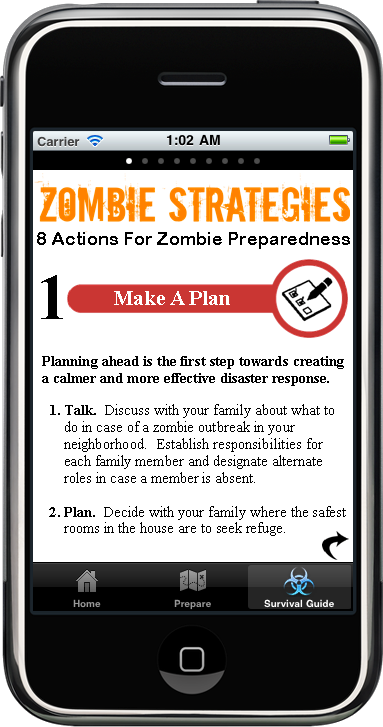 Carrier 1:02 AM
ZOMBIE STRATEGIES
8 Actions For Zombie Preparedness
1 Make A Plan
Planning ahead is the first step towards creating
a calmer and more effective disaster response.
1. Talk. Discuss with your family about what to
do in case of a zombie outbreak in your
neighborhood. Establish responsibilities for
each family member and designate alternate
roles in case a member is absent.
2. Plan. Decide with your family where the safest
rooms in the house are to seek refuge.
Home Prepare Survival Guide